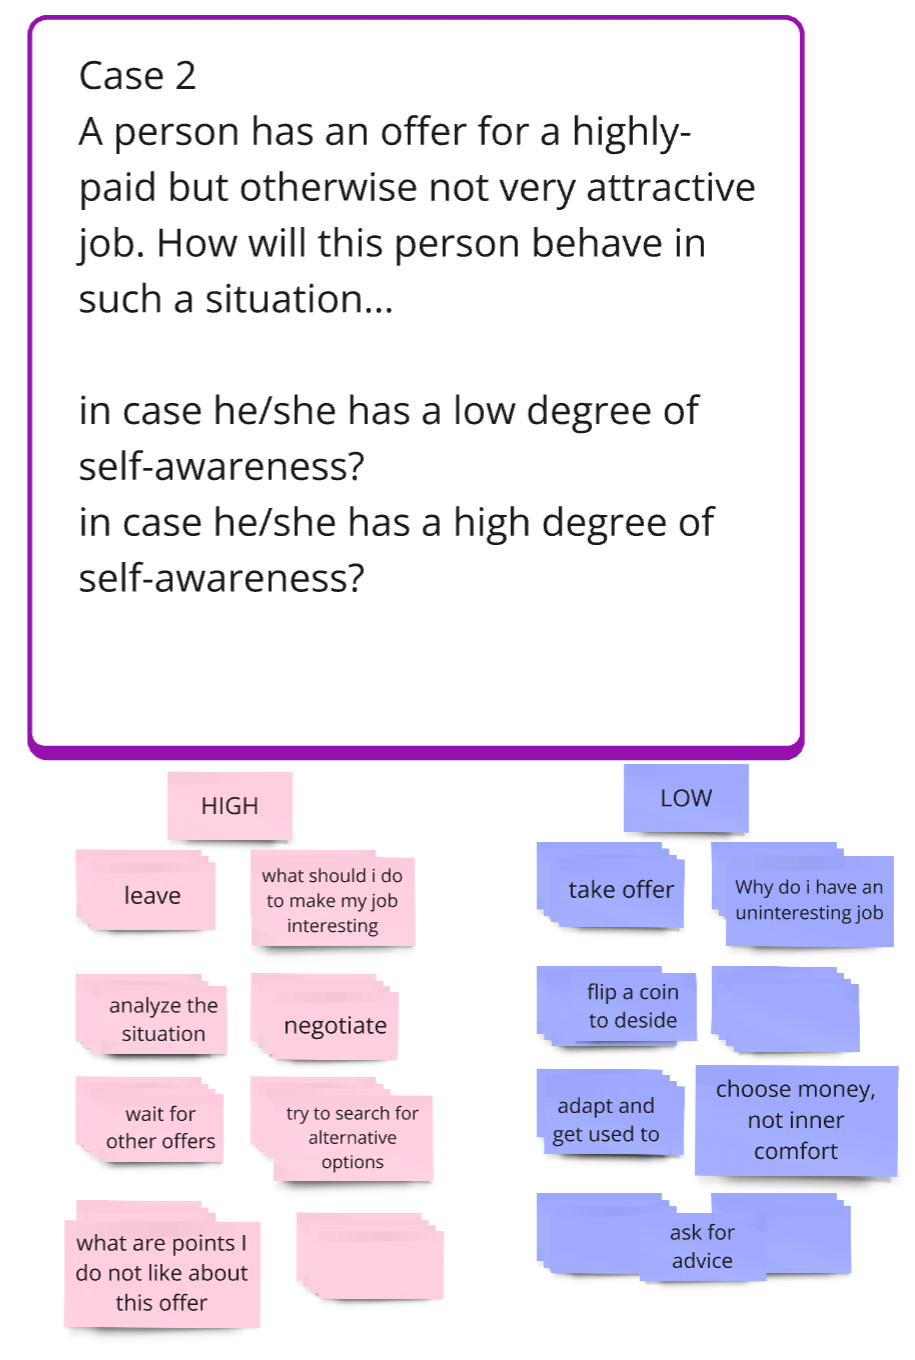 Case 2
A person has an offer for a highly-
paid but otherwise not very attractive
job. How will this person behave in
such a situation...
in case he/she has a low degree of
self-awareness?
in case he/she has a high degree of
self-awareness?
HIGH
leave
what should i do
to make my job
interesting
analyze the
situation
negotiate
wait for
other offers
try to search for
alternative
options
what are points I
do not like about
this offer
LOW
take offer
Why do i have an
uninteresting job
flip a coin
to deside
adapt and
get used to
choose money,
not inner
comfort
ask for
advice